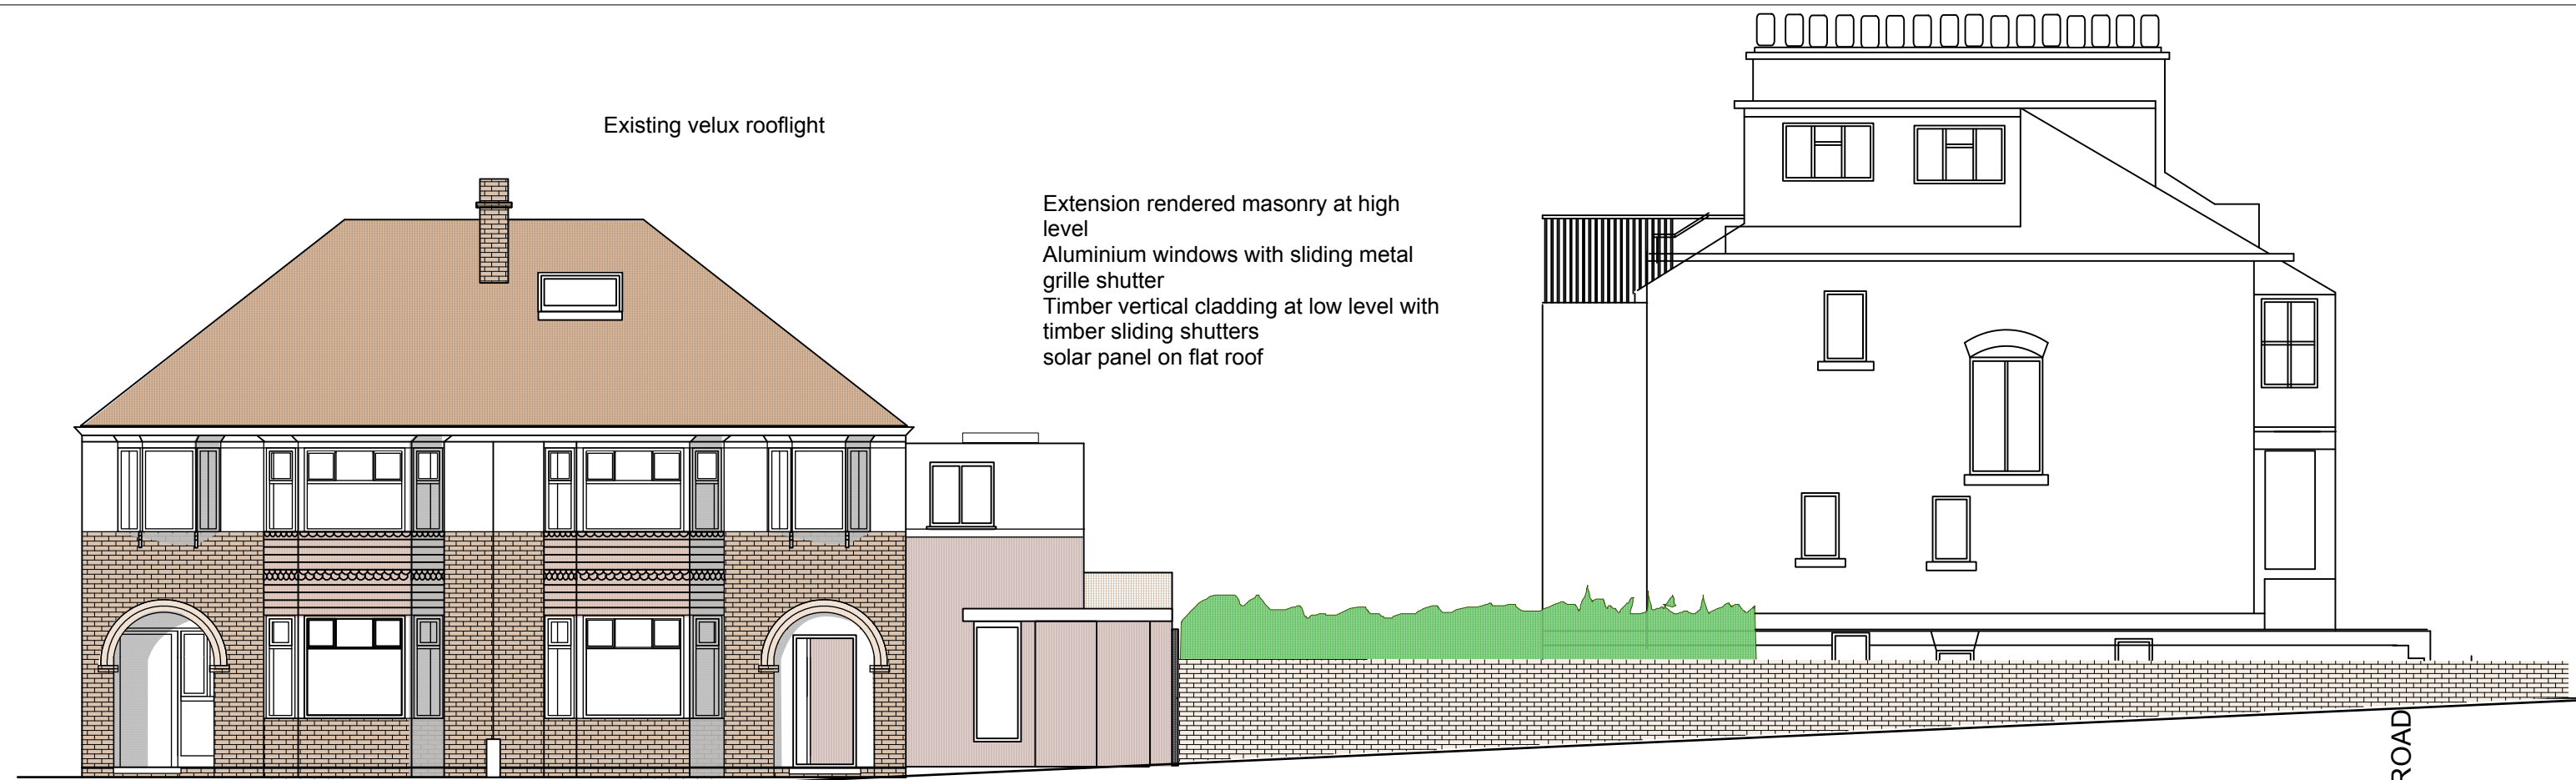 Existing velux rooflight
Extension rendered masonry at high
level
Aluminium windows with sliding metal
grille shutter
Timber vertical cladding at low level with
timber sliding shutters
solar panel on flat roof
ROAD